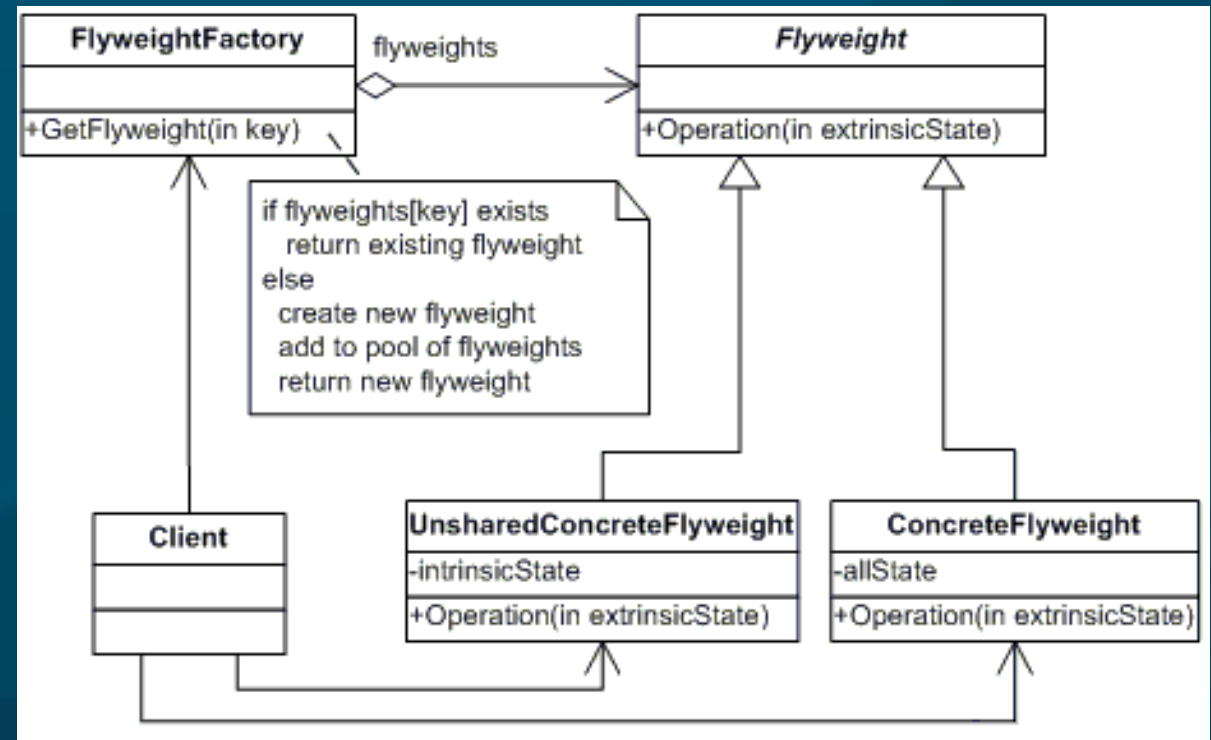 FlyweightFactory
+GetFlyweight(in key)
flyweights
Flyweight
+Operation(in extrinsicState)
if flyweights[key] exists
return existing flyweight
else
create new flyweight
add to pool of flyweights
return new flyweight
Client
UnsharedConcreteFlyweight
-intrinsicState
+Operation(in extrinsicState)
ConcreteFlyweight
-allState
+Operation(in extrinsicState)